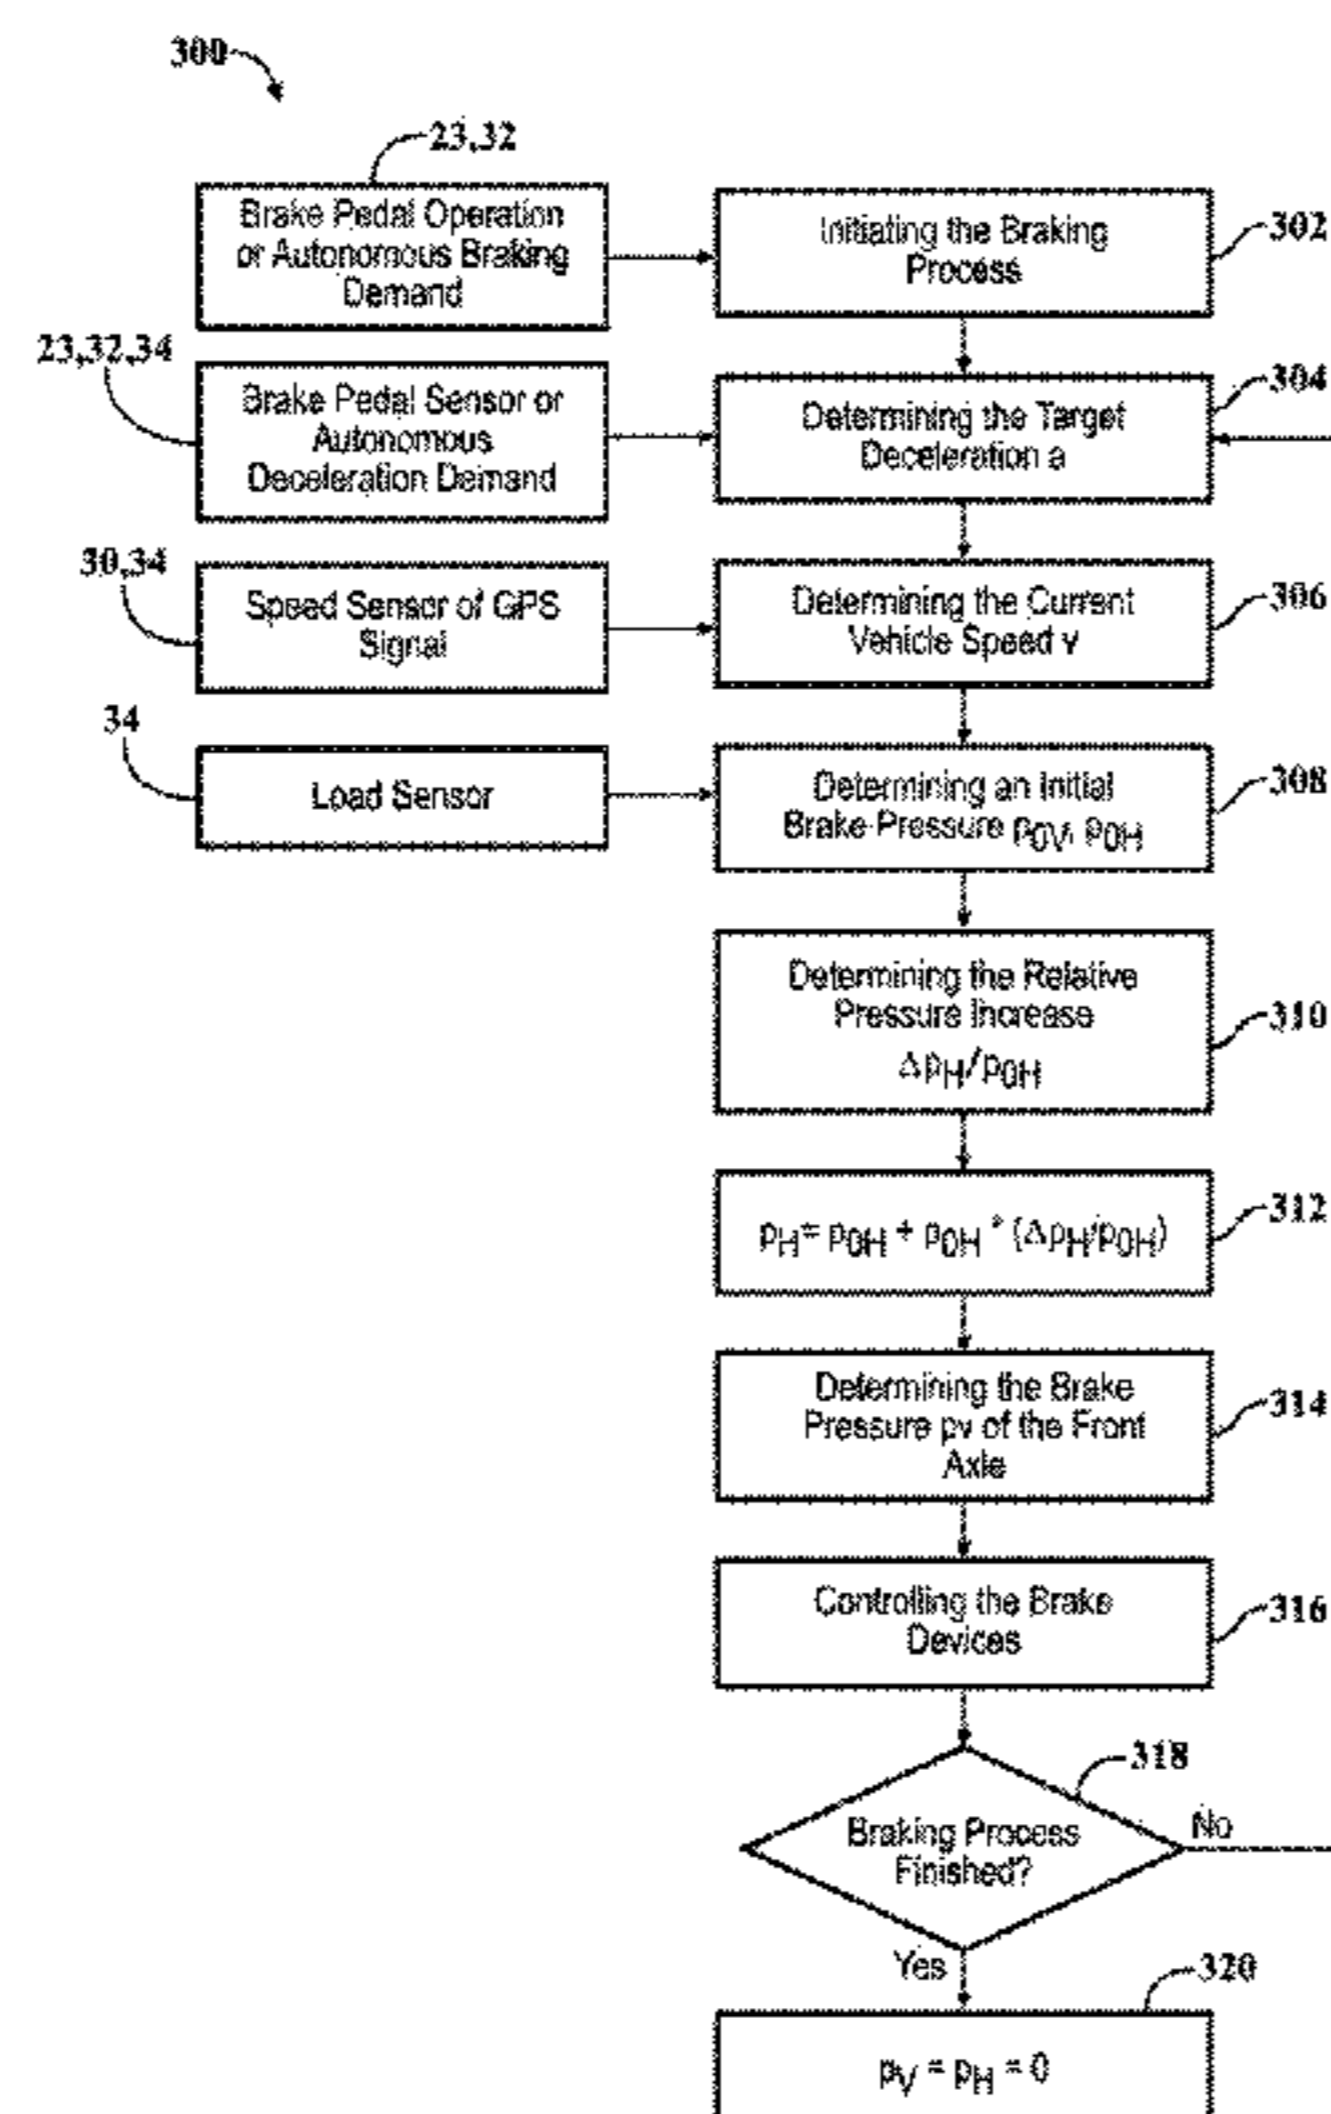 300
23,32
Brake Pedal Operation
or Autonomous Braking
Demand
Initiating the Braking
Process
302
23,32,34
Brake Pedal Sensor or
Autonomous
Deceleration Demand
Determining the Target
Deceleration a
304
30,34
Speed Sensor of GPS
Signal
Determining the Current
Vehicle Speed v
306
34
Load Sensor
Determining an Initial
Brake Pressure p0V, p0H
308
Determining the Relative
Pressure Increase
ΔpH/p0H
310
pH= p0H + p0H * (ΔpH/p0H)
312
Determining the Brake
Pressure pv of the Front
Axle
314
Controlling the Brake
Devices
316
318
Braking Process
Finished?
No
Yes
320
pV = pH = 0